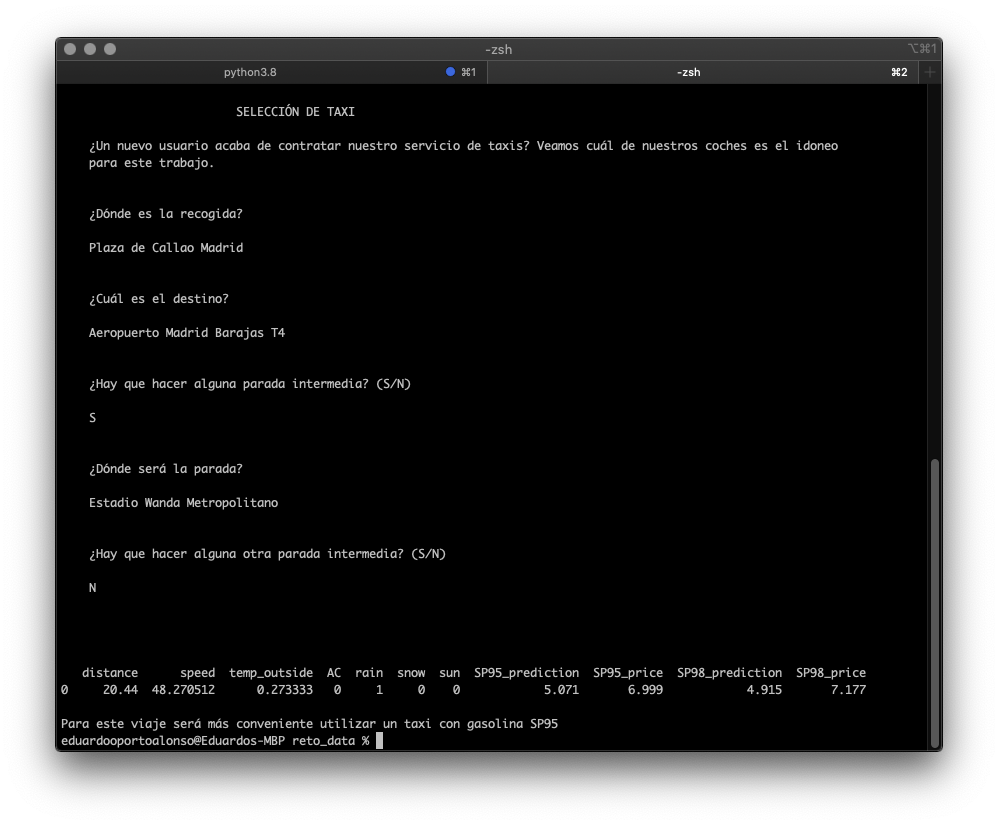 -zsh
⌥⌘1
python3.8
⌘1
-zsh
⌘2
SELECCIÓN DE TAXI
¿Un nuevo usuario acaba de contratar nuestro servicio de taxis? Veamos cuál de nuestros coches es el idoneo
para este trabajo.
¿Dónde es la recogida?
Plaza de Callao Madrid
¿Cuál es el destino?
Aeropuerto Madrid Barajas T4
¿Hay que hacer alguna parada intermedia? (S/N)
S
¿Dónde será la parada?
Estadio Wanda Metropolitano
¿Hay que hacer alguna otra parada intermedia? (S/N)
N
distance speed temp_outside AC rain snow sun SP95_prediction SP95_price SP98_prediction SP98_price
0 20.44 48.270512 0.273333 0 1 0 0 5.071 6.999 4.915 7.177
Para este viaje será más conveniente utilizar un taxi con gasolina SP95
eduardooportoalonso@Eduardos-MBP reto_data %